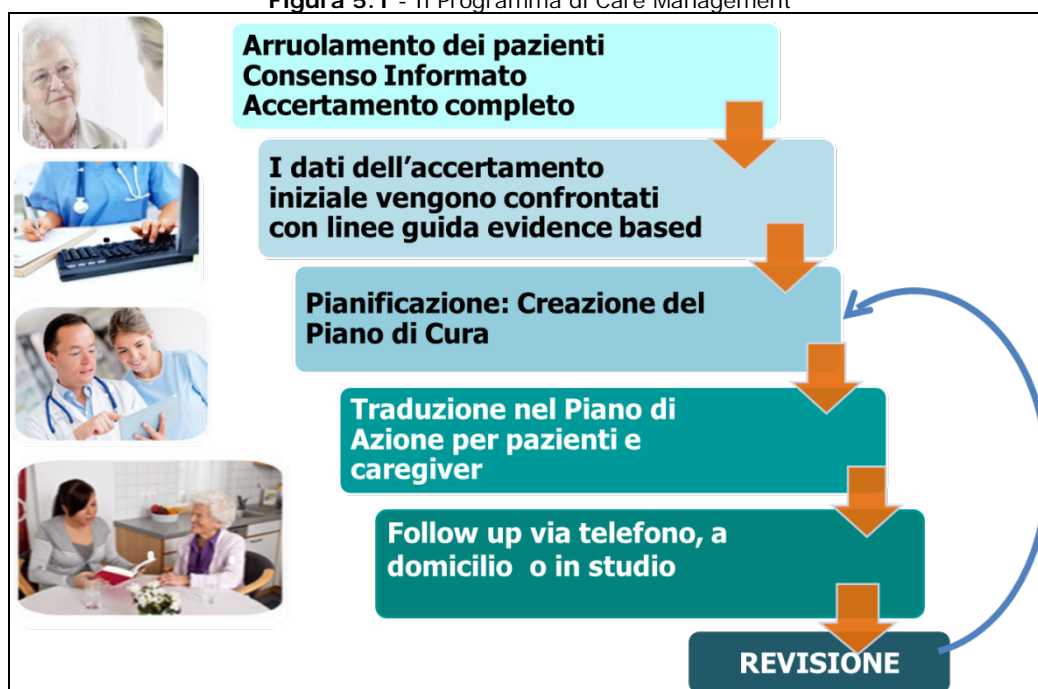 Figura 5.1 - Il Programma di Care Management
Arruolamento dei pazienti
Consenso Informato
Accertamento completo
I dati dell'accertamento
iniziale vengono confrontati
con linee guida evidence based
Pianificazione: Creazione del
Piano di Cura
Traduzione nel Piano di
Azione per pazienti e
caregiver
Follow up via telefono, a
domicilio o in studio
REVISIONE